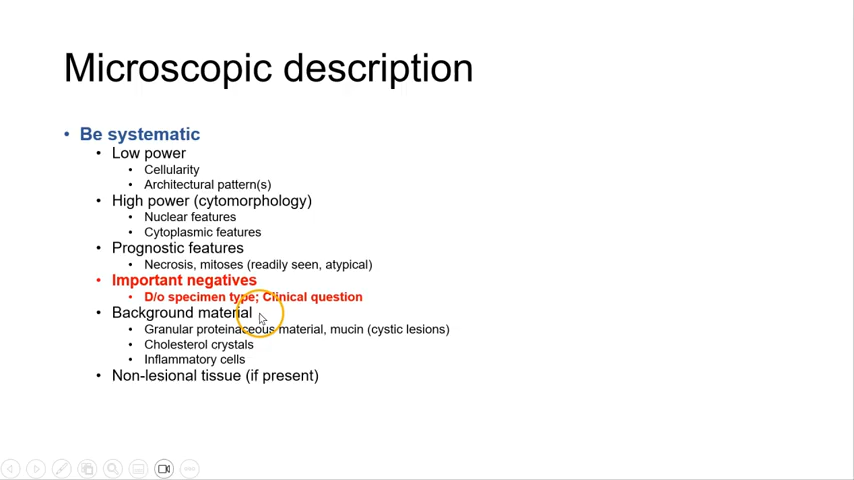 Microscopic description
• Be systematic
• Low power
• Cellularity
• Architectural pattern(s)
• High power (cytomorphology)
• Nuclear features
• Cytoplasmic features
• Prognostic features
• Necrosis, mitoses (readily seen, atypical)
• Important negatives
• D/o specimen type; Clinical question
• Background material
• Granular proteinaceous material, mucin (cystic lesions)
• Cholesterol crystals
• Inflammatory cells
• Non-lesional tissue (if present)